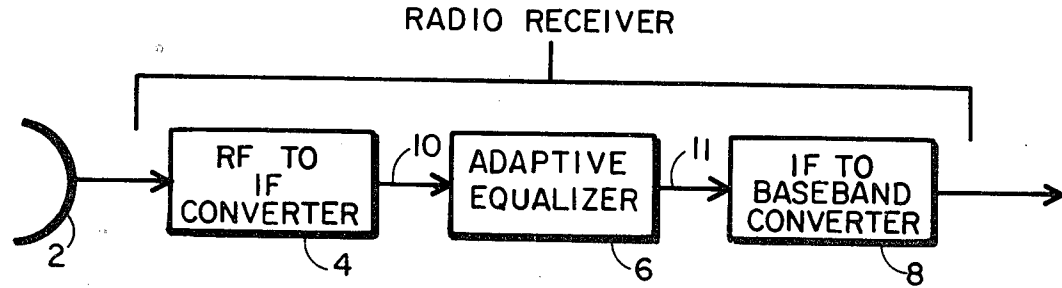 RADIO RECEIVER
RF TO
IF
CONVERTER
10
ADAPTIVE
EQUALIZER
11
IF TO
BASEBAND
CONVERTER
2
4
6
8